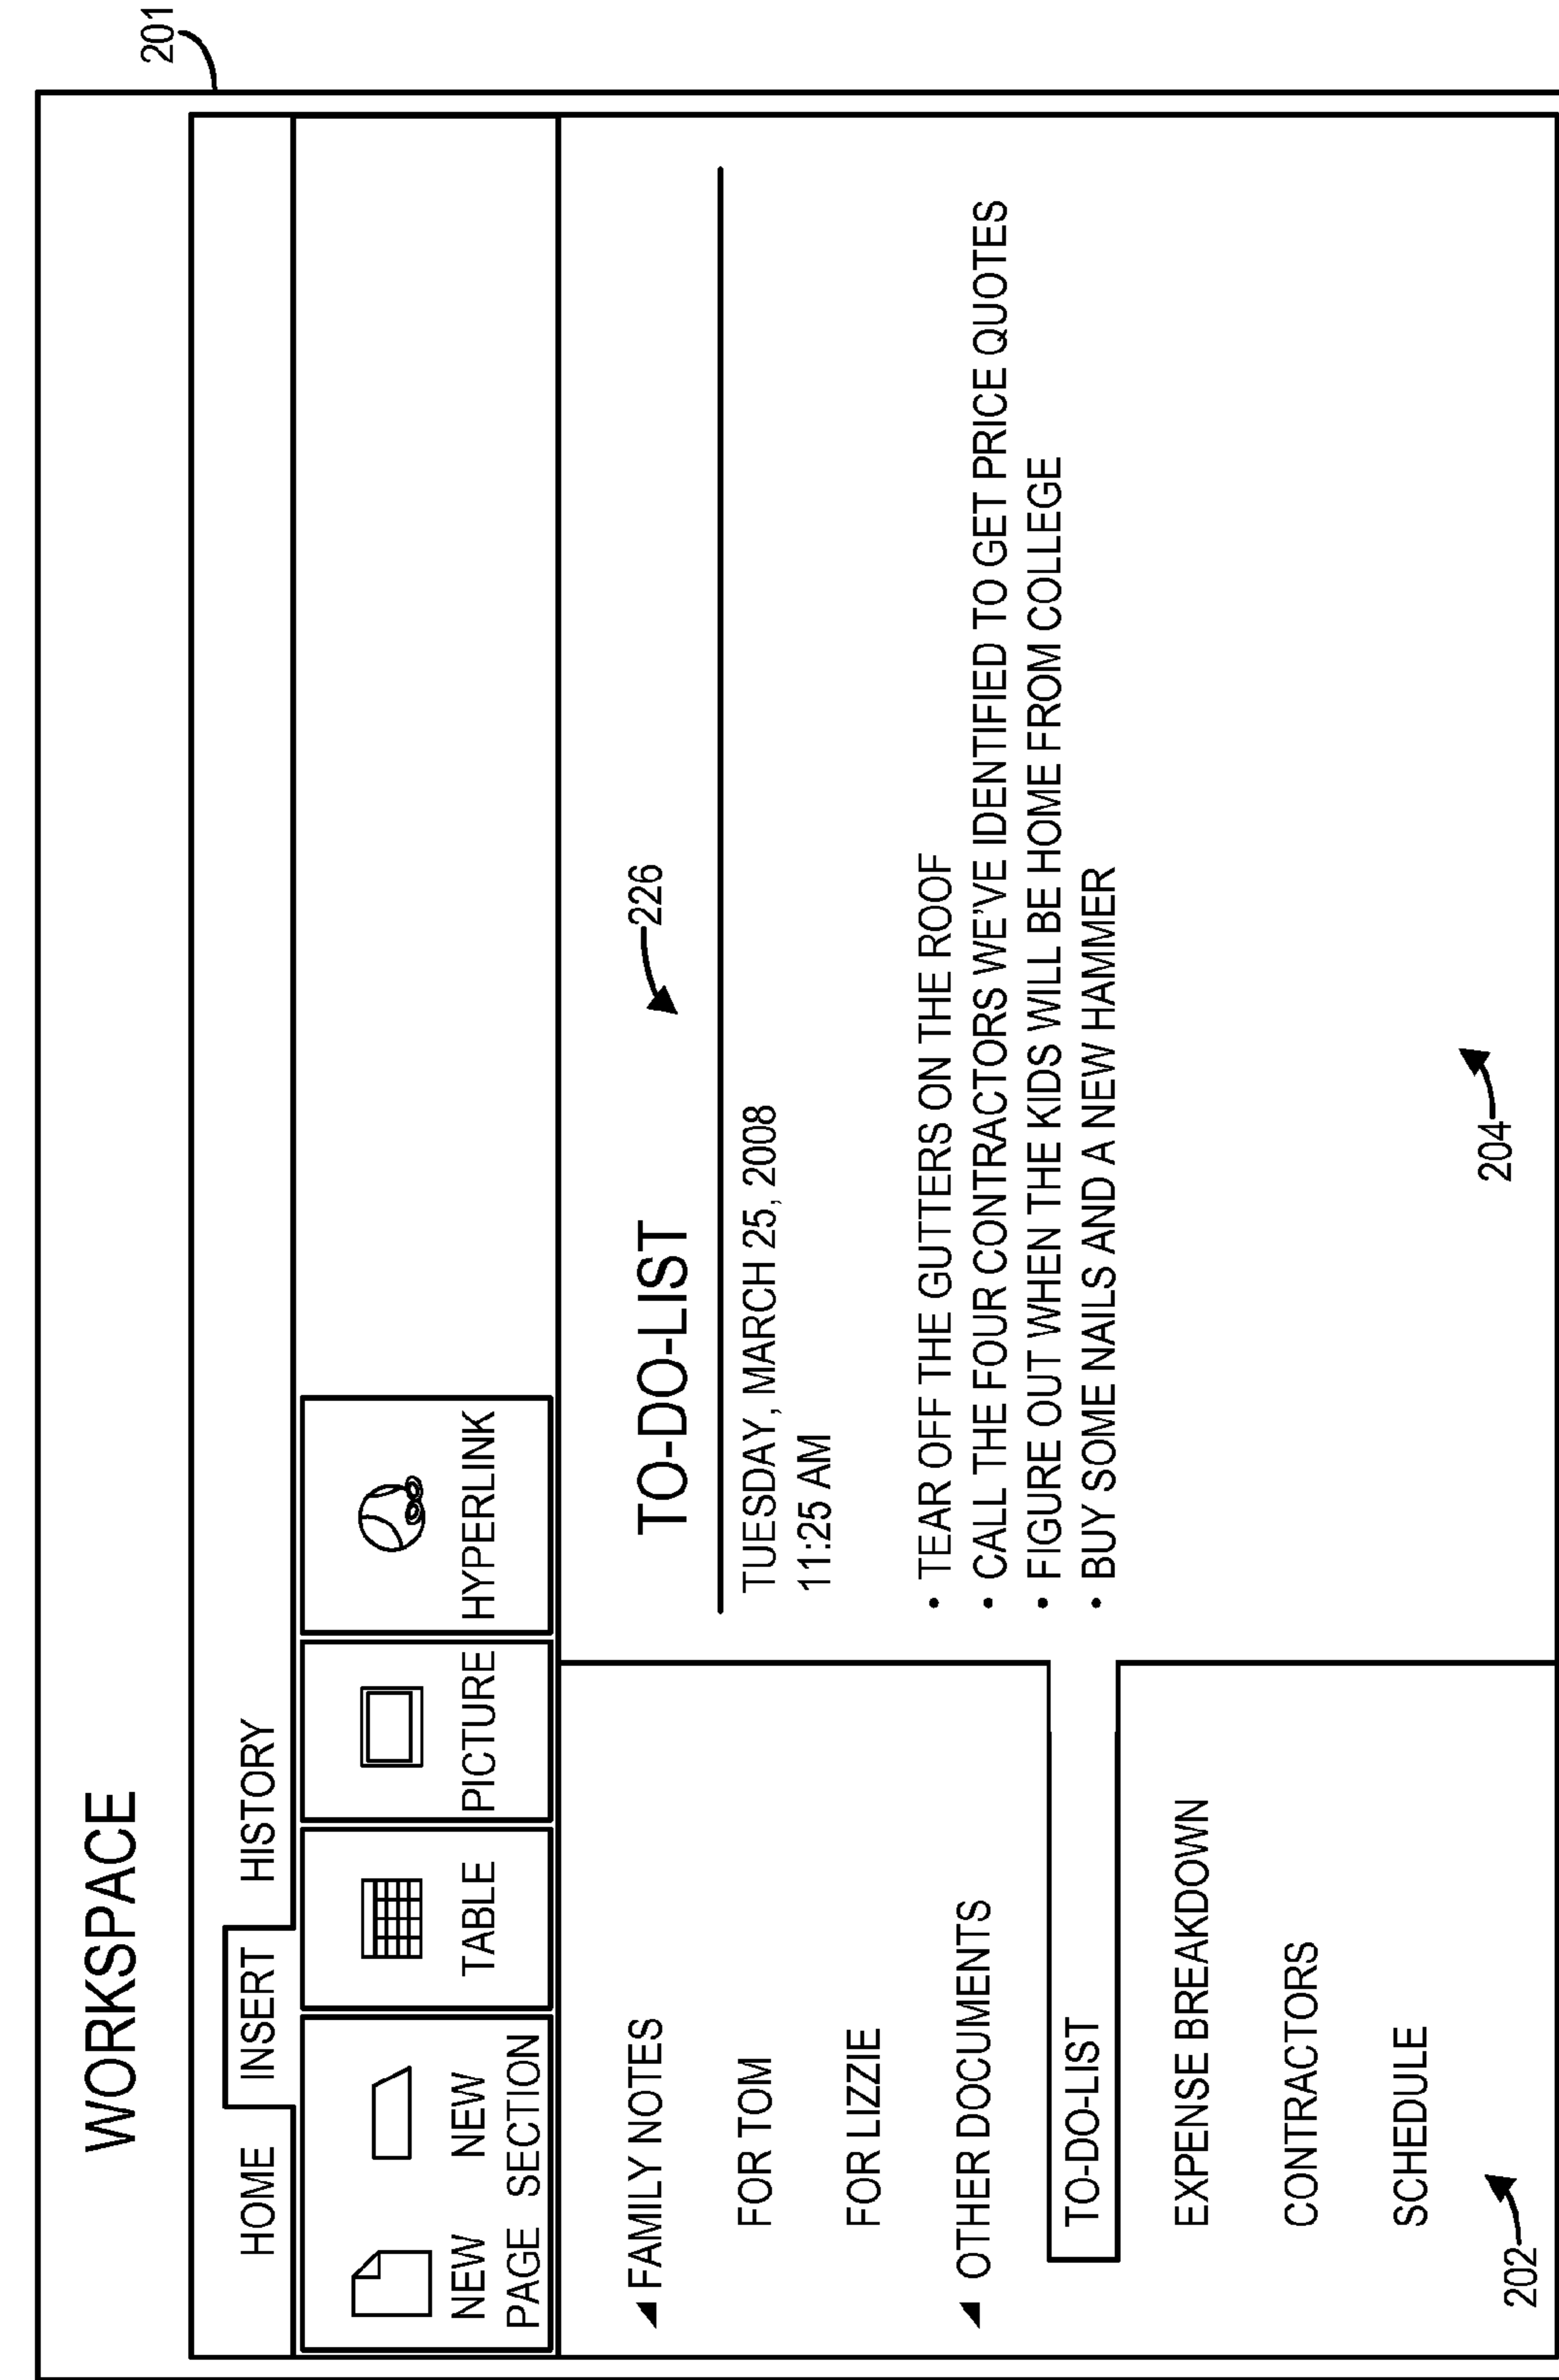 201
WORKSPACE
HOME INSERT HISTORY
NEW PAGE
NEW SECTION
TABLE
PICTURE
HYPERLINK
FAMILY NOTES
FOR TOM
FOR LIZZIE
OTHER DOCUMENTS
TO-DO-LIST
EXPENSE BREAKDOWN
CONTRACTORS
SCHEDULE
202
TO-DO-LIST
226
TUESDAY, MARCH 25, 2008
11:25 AM
• TEAR OFF THE GUTTERS ON THE ROOF
• CALL THE FOUR CONTRACTORS WE'VE IDENTIFIED TO GET PRICE QUOTES
• FIGURE OUT WHEN THE KIDS WILL BE HOME FROM COLLEGE
• BUY SOME NAILS AND A NEW HAMMER
204